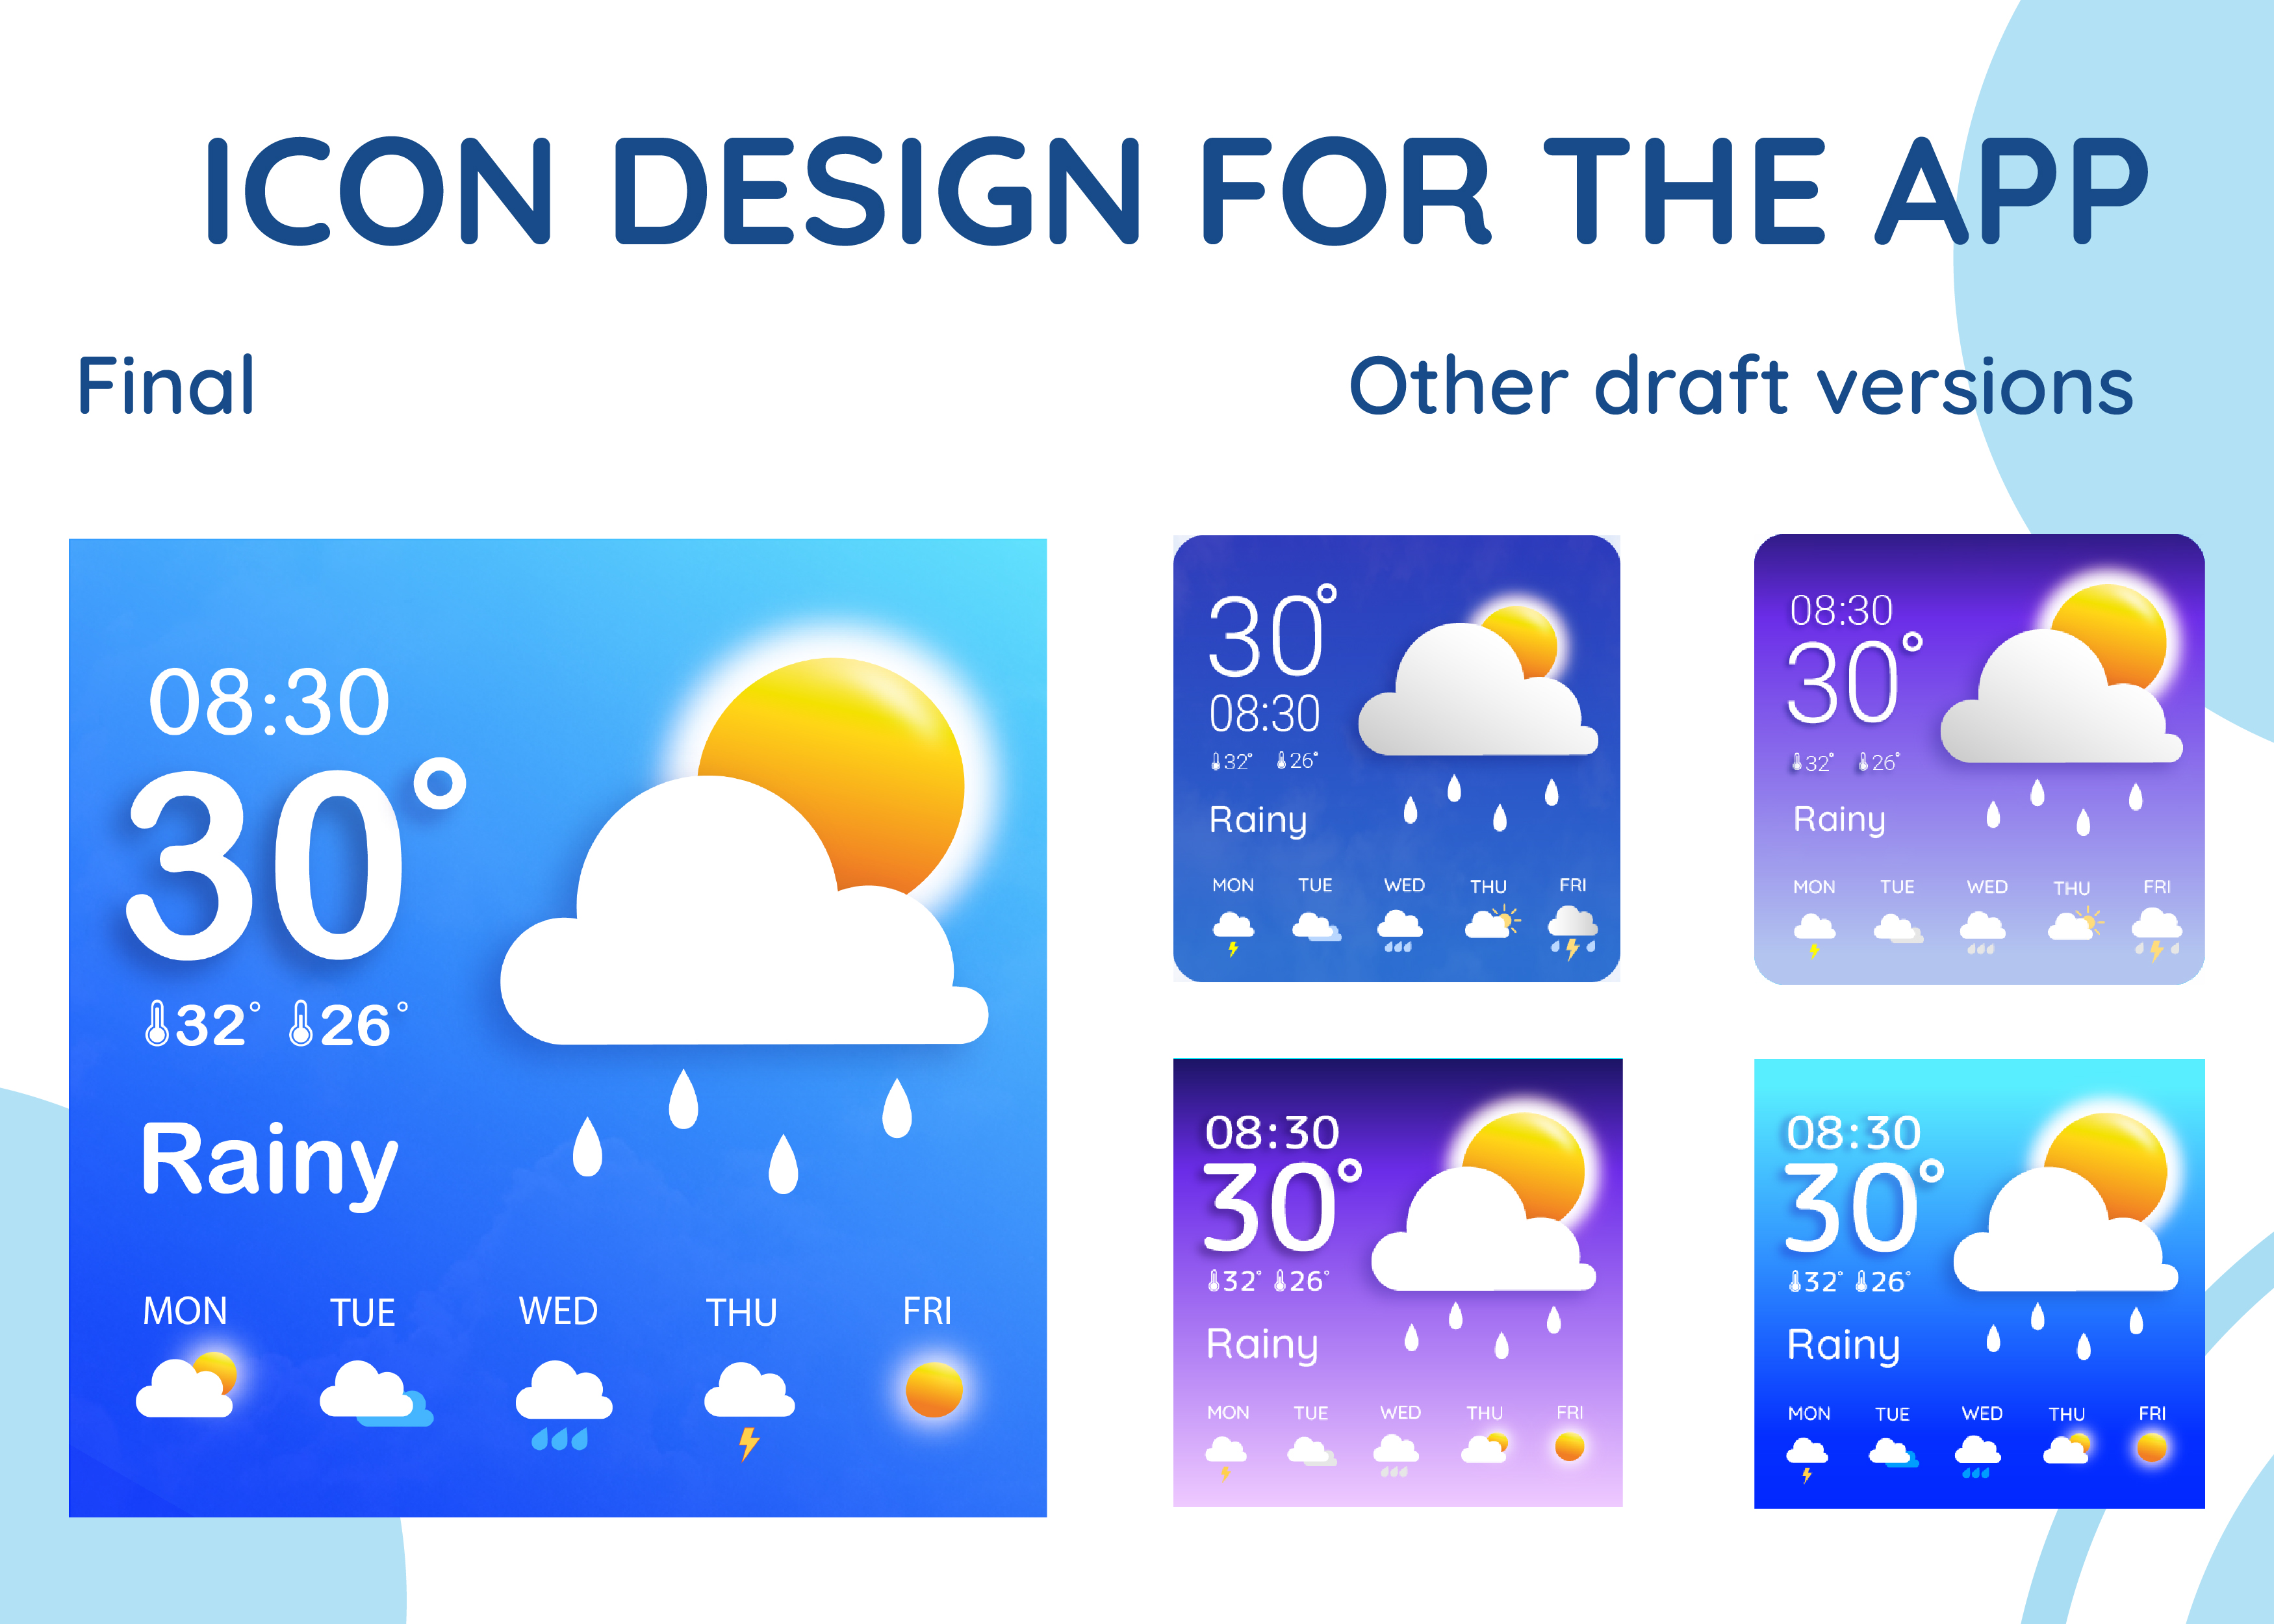 ICON DESIGN FOR THE APP
Final
Other draft versions
08:30
30°
32° 26°
Rainy
MON TUE WED THU FRI
30°
08:30
32° 26°
Rainy
MON TUE WED THU FRI
08:30
30°
32° 26°
Rainy
MON TUE WED THU FRI
08:30
30°
32° 26°
Rainy
MON TUE WED THU FRI
08:30
30°
32° 26°
Rainy
MON TUE WED THU FRI